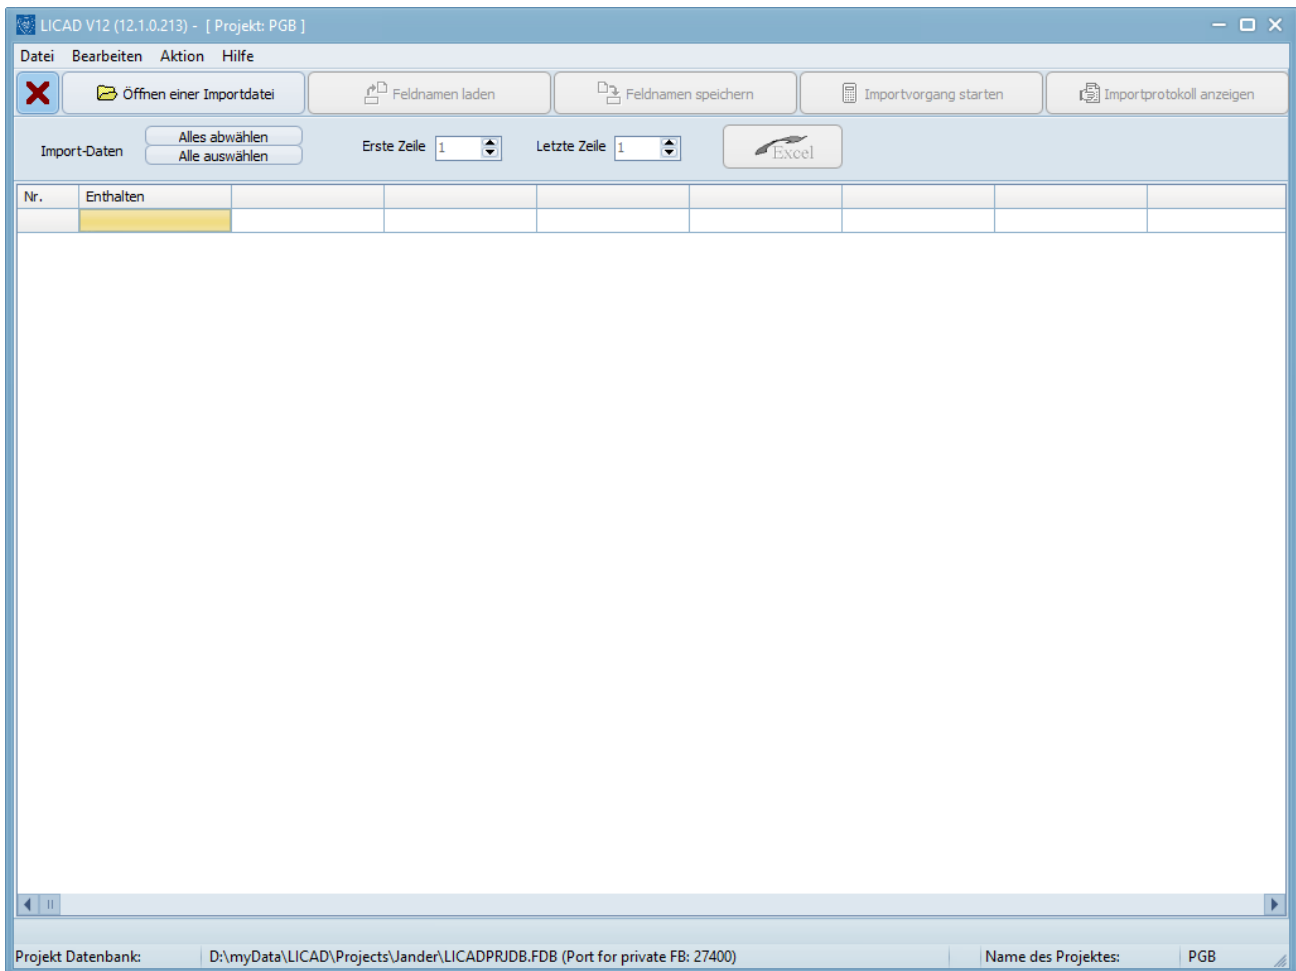 LICAD V12 (12.1.0.213) - [ Projekt: PGB ]
Datei Bearbeiten Aktion Hilfe
Öffnen einer Importdatei Feldnamen laden Feldnamen speichern Importvorgang starten Importprotokoll anzeigen
Alles abwählen
Import-Daten Alle auswählen Erste Zeile 1 Letzte Zeile 1 Excel
Nr. Enthalten
Projekt Datenbank: D:\myData\LICAD\Projects\Jander\LICADPRJDB.FDB (Port for private FB: 27400) Name des Projektes: PGB